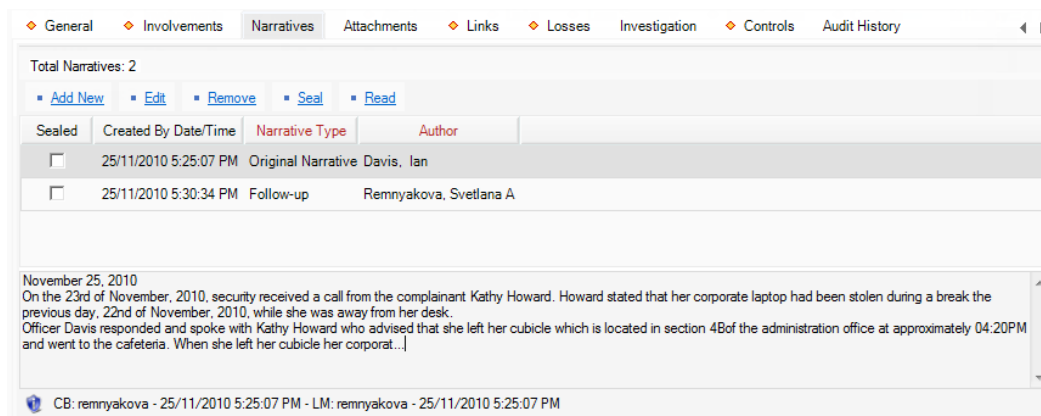 General Involvements Narratives Attachments Links Losses Investigation Controls Audit History
Total Narratives: 2
Add New Edit Remove Seal Read
Sealed Created By Date/Time Narrative Type Author
25/11/2010 5:25:07 PM Original Narrative Davis, Ian
25/11/2010 5:30:34 PM Follow-up Remnyakova, Svetlana A
November 25, 2010
On the 23rd of November, 2010, security received a call from the complainant Kathy Howard. Howard stated that her corporate laptop had been stolen during a break the
previous day, 22nd of November, 2010, while she was away from her desk.
Officer Davis responded and spoke with Kathy Howard who advised that she left her cubicle which is located in section 4Bof the administration office at approximately 04:20PM
and went to the cafeteria. When she left her cubicle her corporat...
CB: remnyakova - 25/11/2010 5:25:07 PM - LM: remnyakova - 25/11/2010 5:25:07 PM